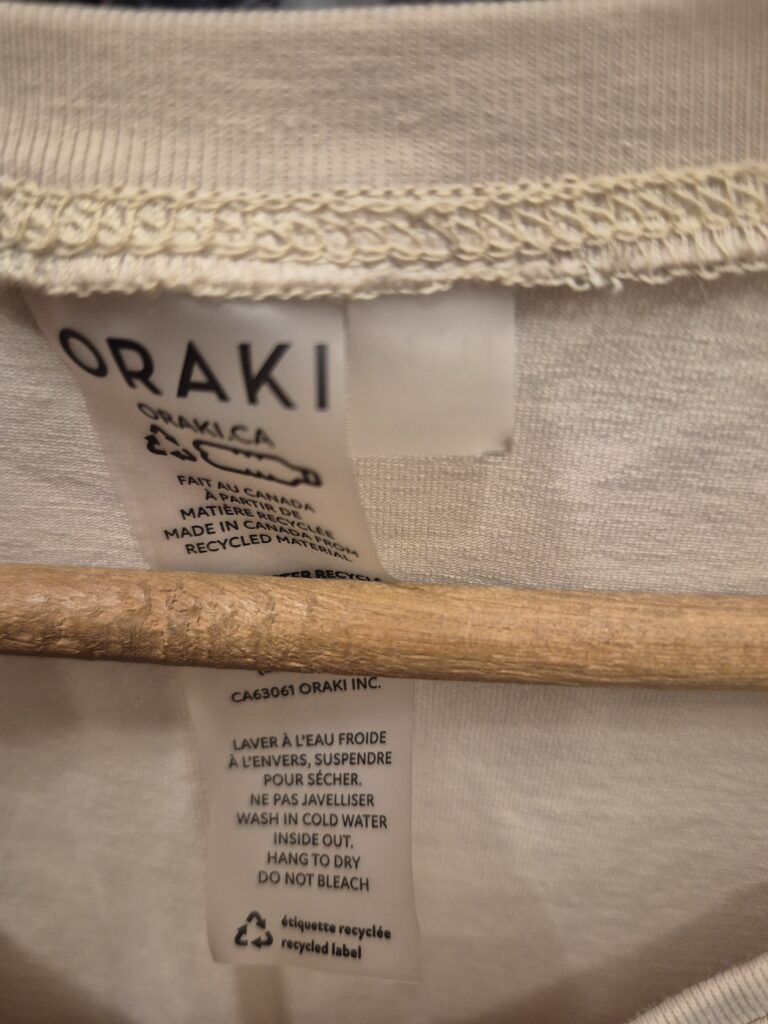 ORAKI
ORAKI.CA
FAIT AU CANADA
À PARTIR DE
MATIÈRE RECYCLÉE
MADE IN CANADA FROM
RECYCLED MATERIAL
CA63061 ORAKI INC.
LAVER À L'EAU FROIDE
À L'ENVERS, SUSPENDRE
POUR SÉCHER.
NE PAS JAVELLISER
WASH IN COLD WATER
INSIDE OUT.
HANG TO DRY
DO NOT BLEACH
étiquette recyclée
recycled label